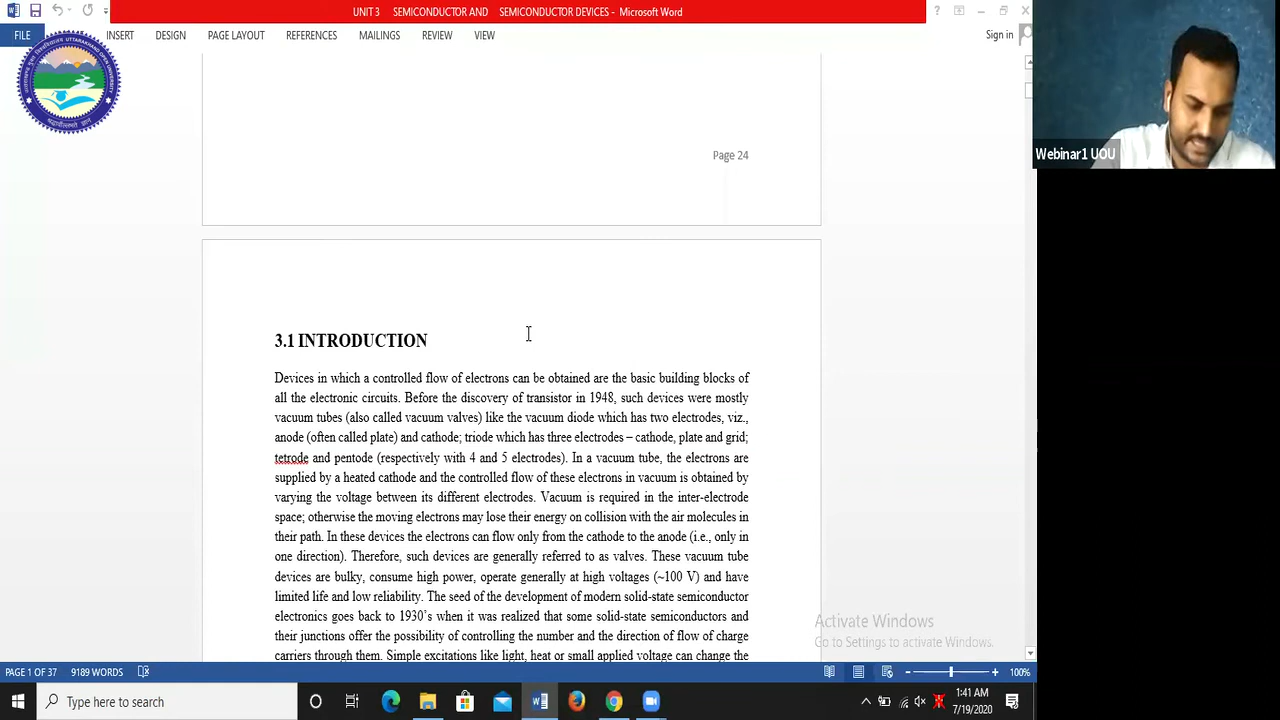 UNIT 3 SEMICONDUCTOR AND SEMICONDUCTOR DEVICES - Microsoft Word
FILE INSERT DESIGN PAGE LAYOUT REFERENCES MAILINGS REVIEW VIEW Sign in
Webinar1 UOU
Page 24
3.1 INTRODUCTION
Devices in which a controlled flow of electrons can be obtained are the basic building blocks of
all the electronic circuits. Before the discovery of transistor in 1948, such devices were mostly
vacuum tubes (also called vacuum valves) like the vacuum diode which has two electrodes, viz.,
anode (often called plate) and cathode; triode which has three electrodes – cathode, plate and grid;
tetrode and pentode (respectively with 4 and 5 electrodes). In a vacuum tube, the electrons are
supplied by a heated cathode and the controlled flow of these electrons in vacuum is obtained by
varying the voltage between its different electrodes. Vacuum is required in the inter-electrode
space; otherwise the moving electrons may lose their energy on collision with the air molecules in
their path. In these devices the electrons can flow only from the cathode to the anode (i.e., only in
one direction). Therefore, such devices are generally referred to as valves. These vacuum tube
devices are bulky, consume high power, operate generally at high voltages (~100 V) and have
limited life and low reliability. The seed of the development of modern solid-state semiconductor
electronics goes back to 1930’s when it was realized that some solid-state semiconductors and
their junctions offer the possibility of controlling the number and the direction of flow of charge
carriers through them. Simple excitations like light, heat or small applied voltage can change the
Activate Windows
Go to Settings to activate Windows.
PAGE 1 OF 37 9189 WORDS 100%
Type here to search
1:41 AM
7/19/2020